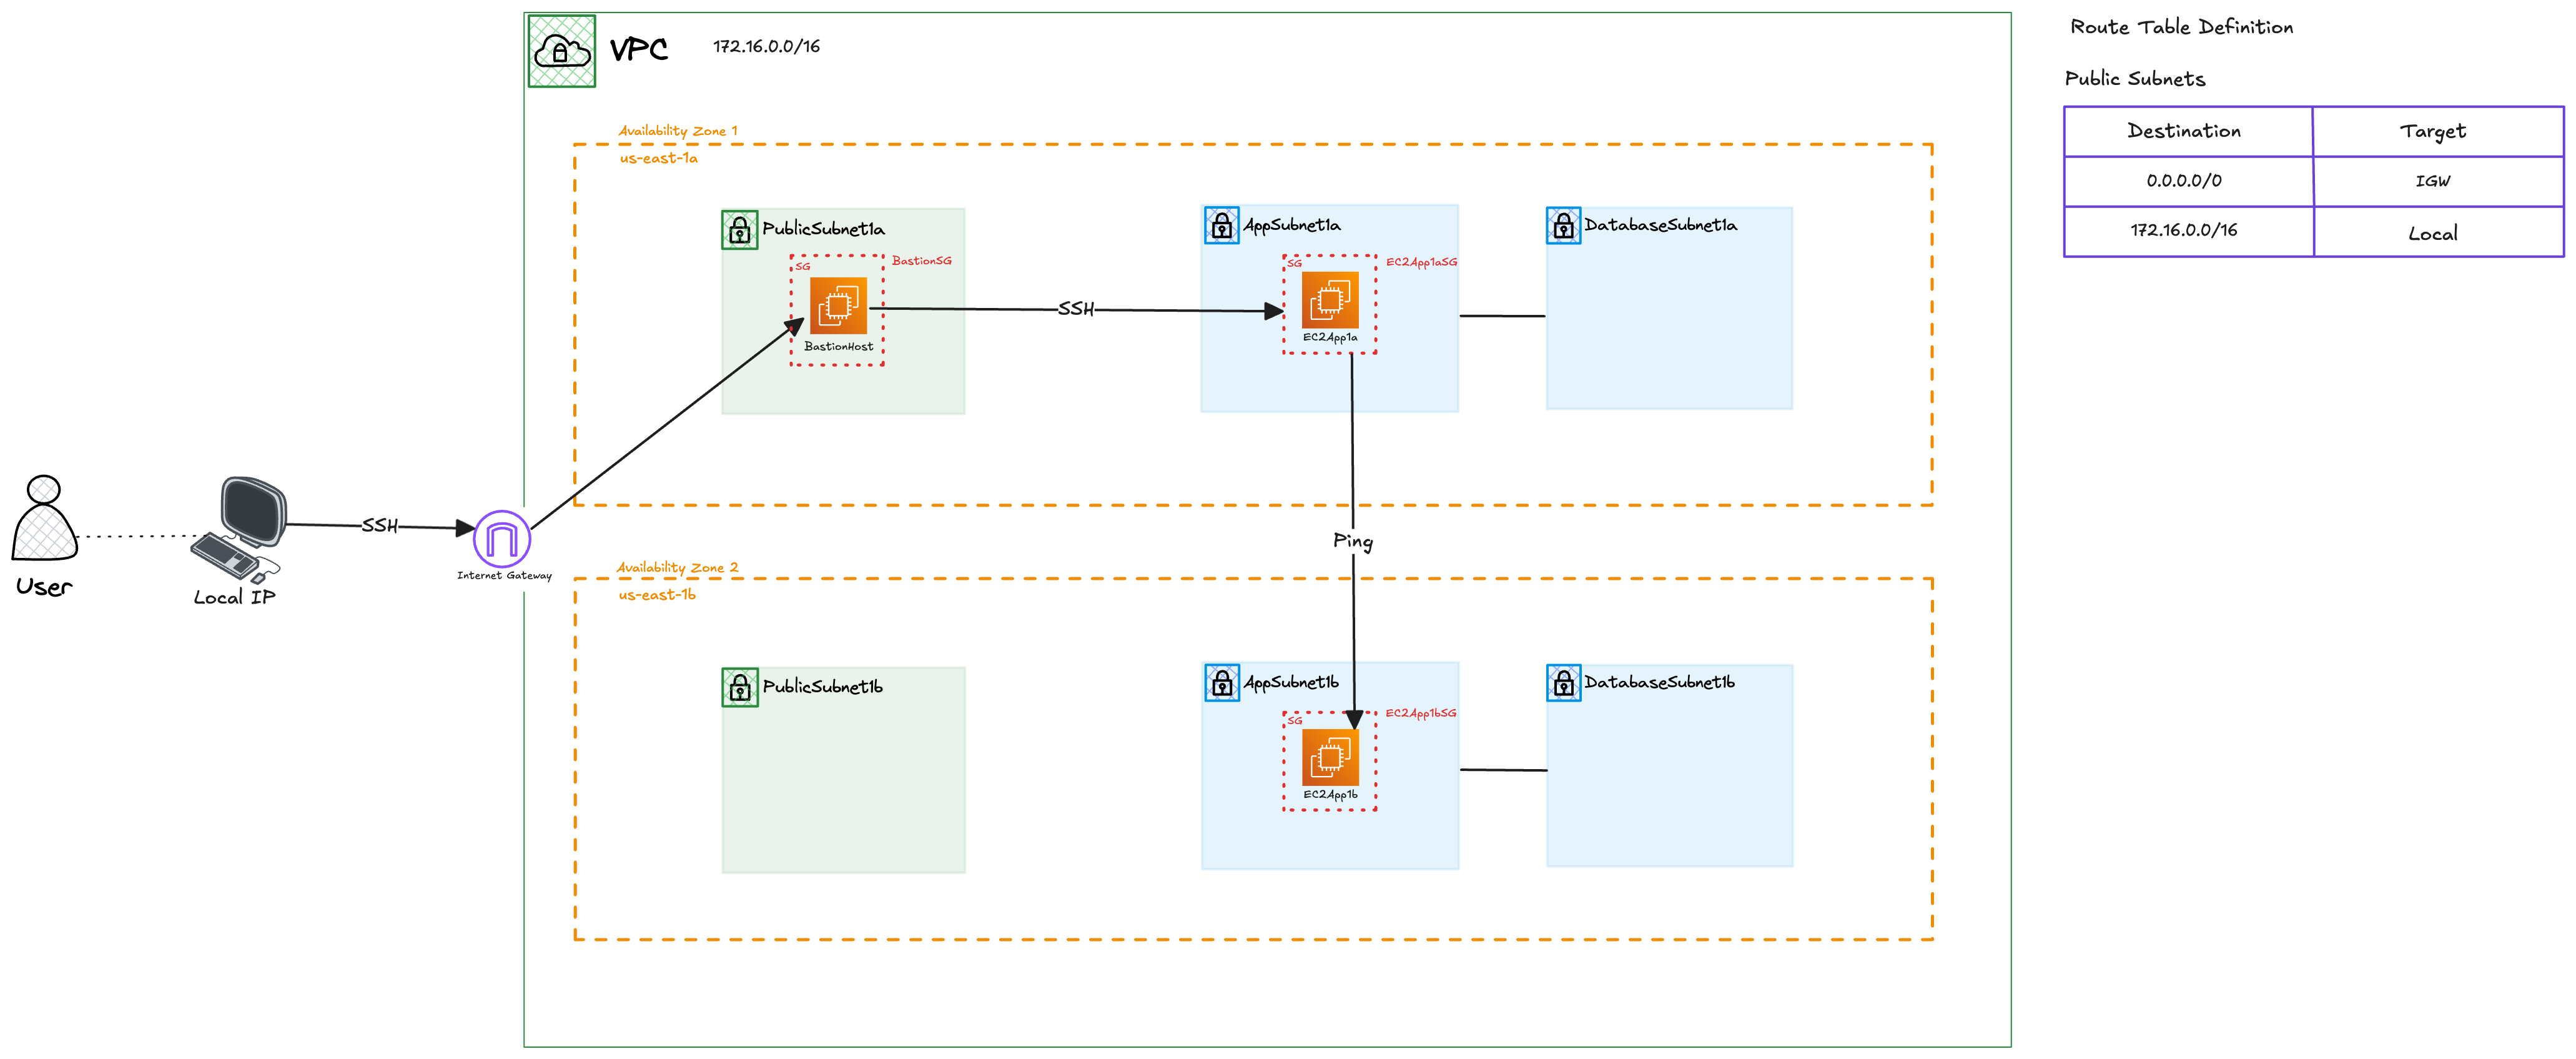 VPC
172.16.0.0/16
Availability Zone 1
us-east-1a
PublicSubnet1a
SG
BastionSG
BastionHost
SSH
AppSubnet1a
SG
EC2App1aSG
EC2App1a
DatabaseSubnet1a
Ping
User
Local IP
SSH
Internet Gateway
Availability Zone 2
us-east-1b
PublicSubnet1b
AppSubnet1b
SG
EC2App1bSG
EC2App1b
DatabaseSubnet1b
Route Table Definition
Public Subnets
Destination Target
0.0.0.0/0 IGW
172.16.0.0/16 Local